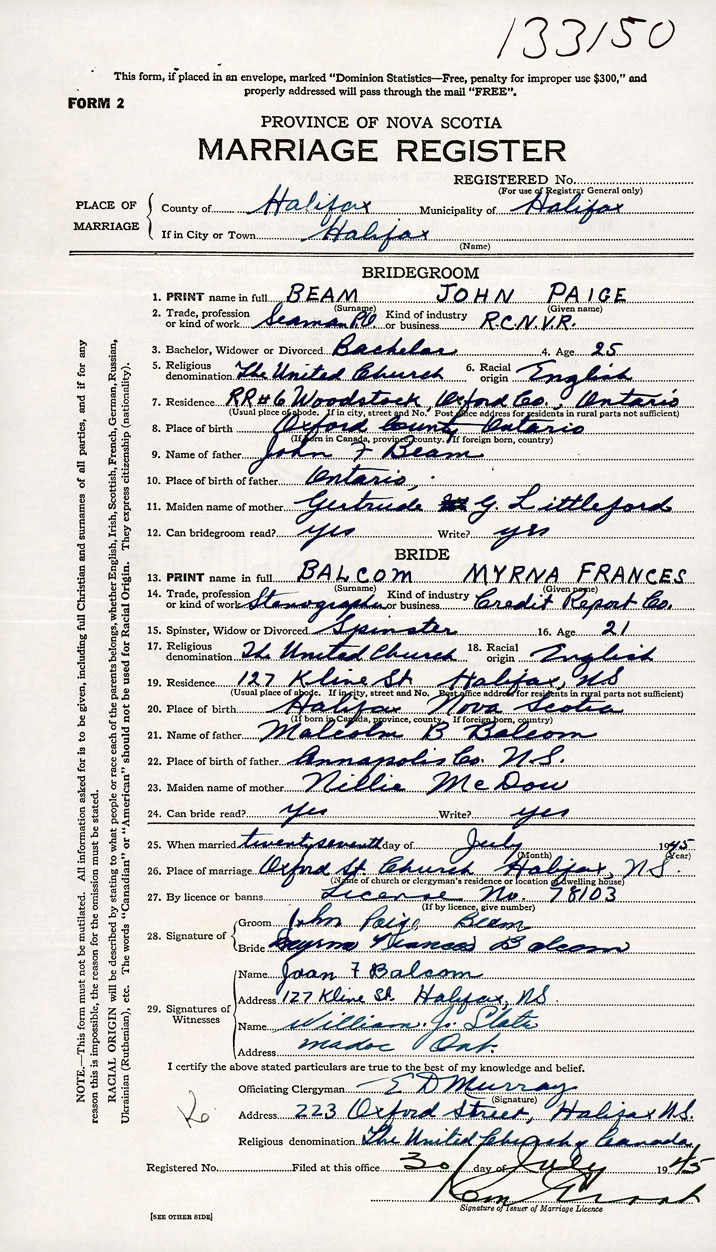 133150
This form, if placed in an envelope, marked "Dominion Statistics—Free, penalty for improper use $300," and
properly addressed will pass through the mail "FREE".
FORM 2
PROVINCE OF NOVA SCOTIA
MARRIAGE REGISTER
REGISTERED No.
(For use of Registrar General only)
PLACE OF MARRIAGE
County of Halifax Municipality of Halifax
If in City or Town Halifax
(Name)
BRIDEGROOM
1. PRINT name in full BEAM JOHN PAIGE
(Surname) (Given name)
2. Trade, profession or kind of work Seaman P.O. Kind of industry or business R.C.N.V.R.
3. Bachelor, Widower or Divorced Bachelor 4. Age 25
5. Religious denomination The United Church 6. Racial origin English
7. Residence RR#6 Woodstock, Oxford Co., Ontario
(Usual place of abode. If in city, street and No. Post office address for residents in rural parts not sufficient)
8. Place of birth Oxford County Ontario
(If born in Canada, province, county. If foreign born, country)
9. Name of father John F Beam
10. Place of birth of father Ontario
11. Maiden name of mother Gertrude G. Littleford
12. Can bridegroom read? yes Write? yes
BRIDE
13. PRINT name in full BALCOM MYRNA FRANCES
(Surname) (Given name)
14. Trade, profession or kind of work Stenographer Kind of industry or business Credit Report Co.
15. Spinster, Widow or Divorced Spinster 16. Age 21
17. Religious denomination The United Church 18. Racial origin English
19. Residence 127 Kline St Halifax, NS
(Usual place of abode. If in city, street and No. Post office address for residents in rural parts not sufficient)
20. Place of birth Halifax Nova Scotia
(If born in Canada, province, county. If foreign born, country)
21. Name of father Malcolm B Balcom
22. Place of birth of father Annapolis Co. N.S.
23. Maiden name of mother Nillie McDow
24. Can bride read? Yes Write? yes
25. When married twenty seventh day of July 1945
(Month) (Year)
26. Place of marriage Oxford St Church Halifax, N.S.
(Name of church or clergyman's residence or location of dwelling house)
27. By licence or banns License No. 78103
(If by licence, give number)
28. Signature of
Groom John Paige Beam
Bride Myrna Frances Balcom
29. Signatures of Witnesses
Name Joan F Balcom
Address 127 Kline St Halifax, NS.
Name William J. Slate
Address Madoc Ont.
I certify the above stated particulars are true to the best of my knowledge and belief.
Officiating Clergyman E D Murray
(Signature)
Address 223 Oxford Street, Halifax N.S.
Religious denomination The United Church of Canada
Registered No. Filed at this office 30 day of July 1945
Signature of Issuer of Marriage Licence
[SEE OTHER SIDE]
NOTE.—This form must not be mutilated. All information asked for is to be given, including full Christian and surnames of all parties, and if for any
reason this is impossible, the reason for the omission must be stated.
RACIAL ORIGIN will be described by stating to what people or race each of the parents belongs, whether English, Irish, Scottish, French, German, Russian,
Ukrainian (Ruthenian), etc. The words "Canadian" or "American" should not be used for Racial Origin. They express citizenship (nationality).